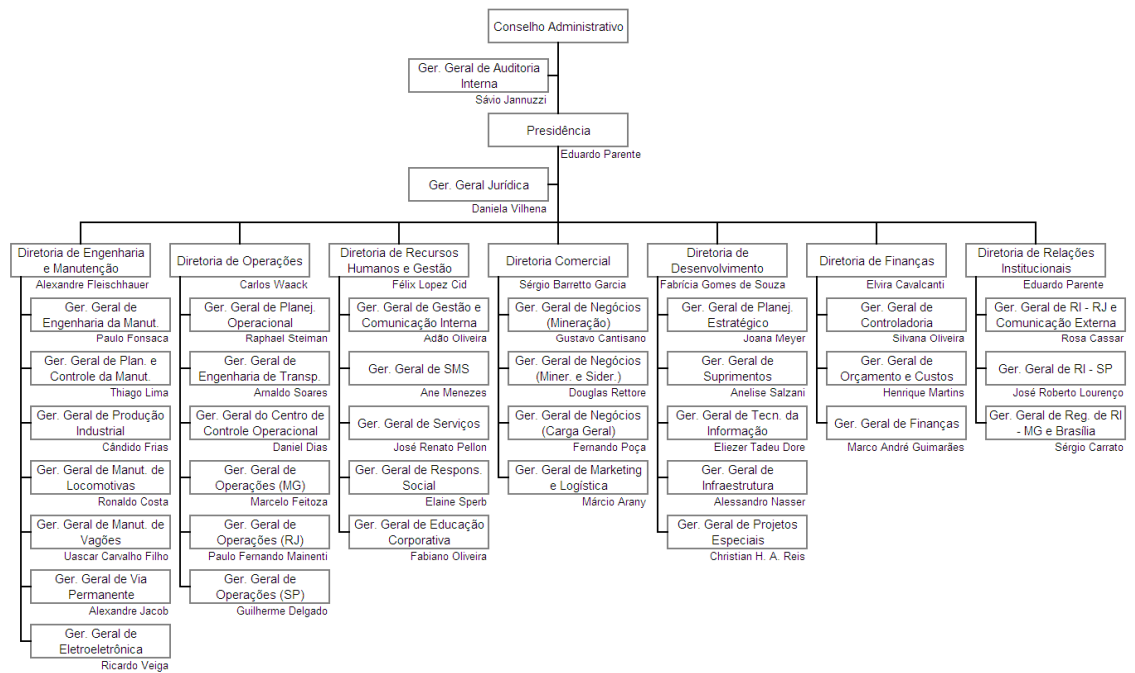 Conselho Administrativo
Ger. Geral de Auditoria
Interna
Sávio Jannuzzi
Presidência
Eduardo Parente
Ger. Geral Jurídica
Daniela Vilhena
Diretoria de Engenharia
e Manutenção
Alexandre Fleischhauer
Ger. Geral de
Engenharia da Manut.
Paulo Fonsaca
Ger. Geral de Plan. e
Controle da Manut.
Thiago Lima
Ger. Geral de Produção
Industrial
Cândido Frias
Ger. Geral de Manut. de
Locomotivas
Ronaldo Costa
Ger. Geral de Manut. de
Vagões
Uascar Carvalho Filho
Ger. Geral de Via
Permanente
Alexandre Jacob
Ger. Geral de
Eletroeletrônica
Ricardo Veiga
Diretoria de Operações
Carlos Waack
Ger. Geral de Planej.
Operacional
Raphael Steiman
Ger. Geral de
Engenharia de Transp.
Arnaldo Soares
Ger. Geral do Centro de
Controle Operacional
Daniel Dias
Ger. Geral de
Operações (MG)
Marcelo Feitoza
Ger. Geral de
Operações (RJ)
Paulo Fernando Mainenti
Ger. Geral de
Operações (SP)
Guilherme Delgado
Diretoria de Recursos
Humanos e Gestão
Félix Lopez Cid
Ger. Geral de Gestão e
Comunicação Interna
Adão Oliveira
Ger. Geral de SMS
Ane Menezes
Ger. Geral de Serviços
José Renato Pellon
Ger. Geral de Respons.
Social
Elaine Sperb
Ger. Geral de Educação
Corporativa
Fabiano Oliveira
Diretoria Comercial
Sérgio Barretto Garcia
Ger. Geral de Negócios
(Mineração)
Gustavo Cantisano
Ger. Geral de Negócios
(Miner. e Sider.)
Douglas Rettore
Ger. Geral de Negócios
(Carga Geral)
Fernando Poça
Ger. Geral de Marketing
e Logística
Márcio Arany
Diretoria de
Desenvolvimento
Fabrícia Gomes de Souza
Ger. Geral de Planej.
Estratégico
Joana Meyer
Ger. Geral de
Suprimentos
Anelise Salzani
Ger. Geral de Tecn. da
Informação
Eliezer Tadeu Dore
Ger. Geral de
Infraestrutura
Alessandro Nasser
Ger. Geral de Projetos
Especiais
Christian H. A. Reis
Diretoria de Finanças
Elvira Cavalcanti
Ger. Geral de
Controladoria
Silvana Oliveira
Ger. Geral de
Orçamento e Custos
Henrique Martins
Ger. Geral de Finanças
Marco André Guimarães
Diretoria de Relações
Institucionais
Eduardo Parente
Ger. Geral de RI - RJ e
Comunicação Externa
Rosa Cassar
Ger. Geral de RI - SP
José Roberto Lourenço
Ger. Geral de Reg. de RI
- MG e Brasília
Sérgio Carrato